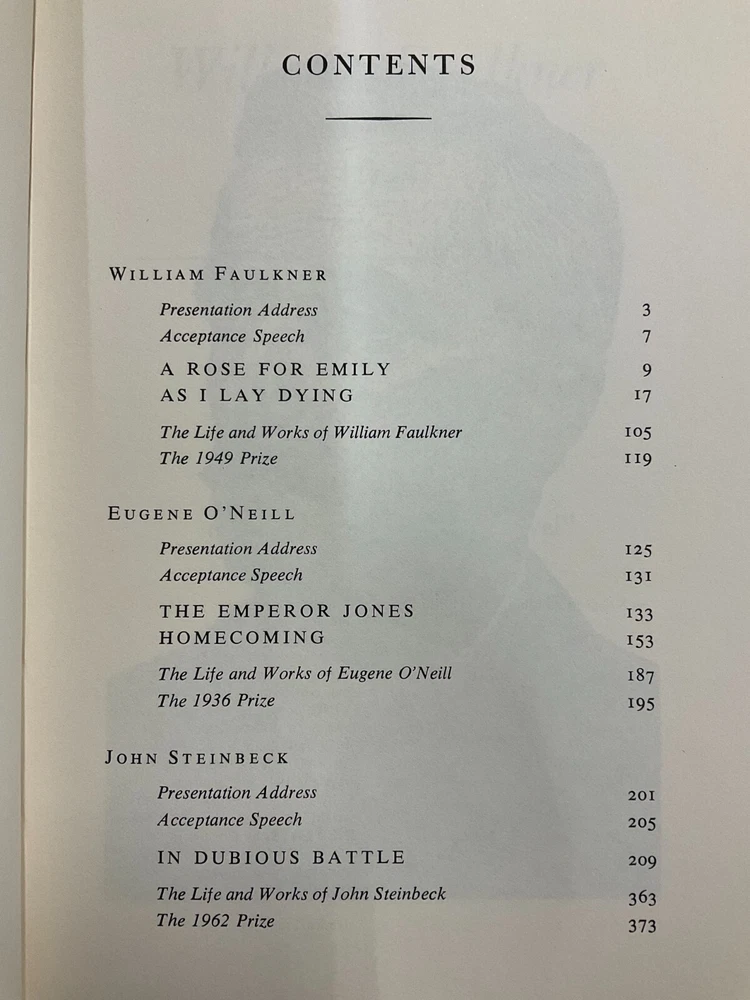 CONTENTS
WILLIAM FAULKNER
Presentation Address 3
Acceptance Speech 7
A ROSE FOR EMILY 9
AS I LAY DYING 17
The Life and Works of William Faulkner 105
The 1949 Prize 119
EUGENE O'NEILL
Presentation Address 125
Acceptance Speech 131
THE EMPEROR JONES 133
HOMECOMING 153
The Life and Works of Eugene O'Neill 187
The 1936 Prize 195
JOHN STEINBECK
Presentation Address 201
Acceptance Speech 205
IN DUBIOUS BATTLE 209
The Life and Works of John Steinbeck 363
The 1962 Prize 373